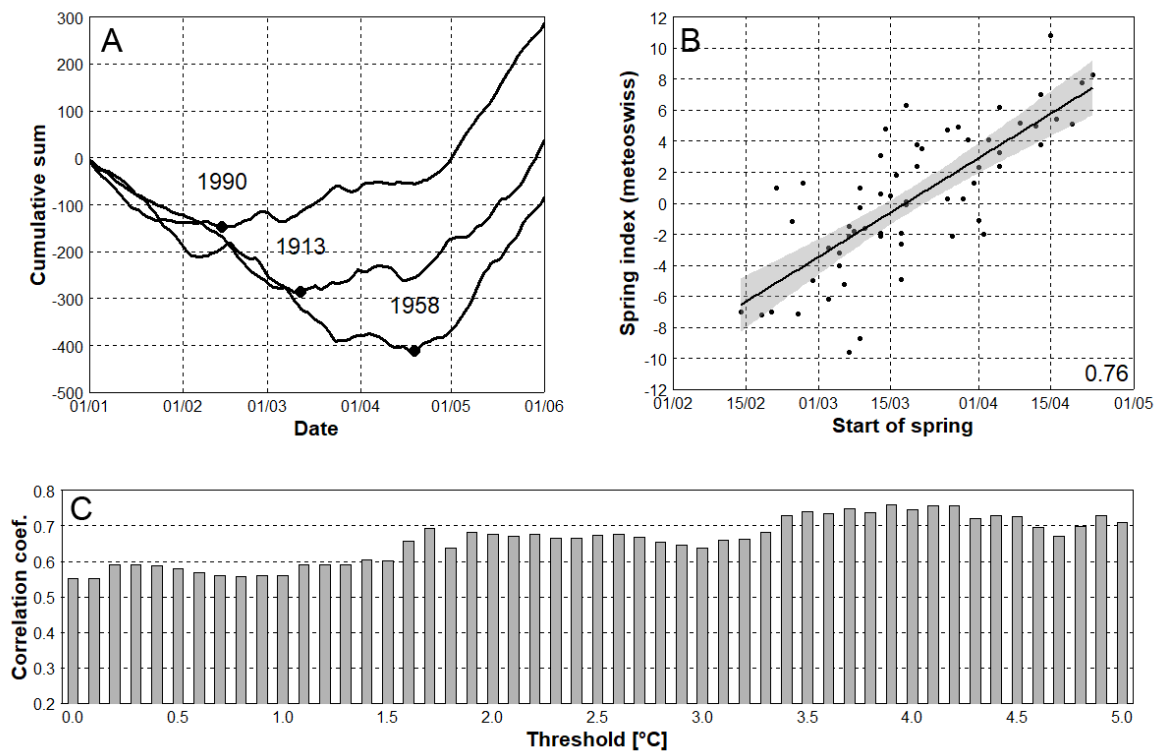 A
Cumulative sum
300
200
100
0
-100
-200
-300
-400
-500
1990
1913
1958
01/01 01/02 01/03 01/04 01/05 01/06
Date
B
Spring index (meteoswiss)
12
10
8
6
4
2
0
-2
-4
-6
-8
-10
-12
0.76
01/02 15/02 01/03 15/03 01/04 15/04 01/05
Start of spring
C
Correlation coef.
0.8
0.7
0.6
0.5
0.4
0.3
0.2
0.0 0.5 1.0 1.5 2.0 2.5 3.0 3.5 4.0 4.5 5.0
Threshold [°C]